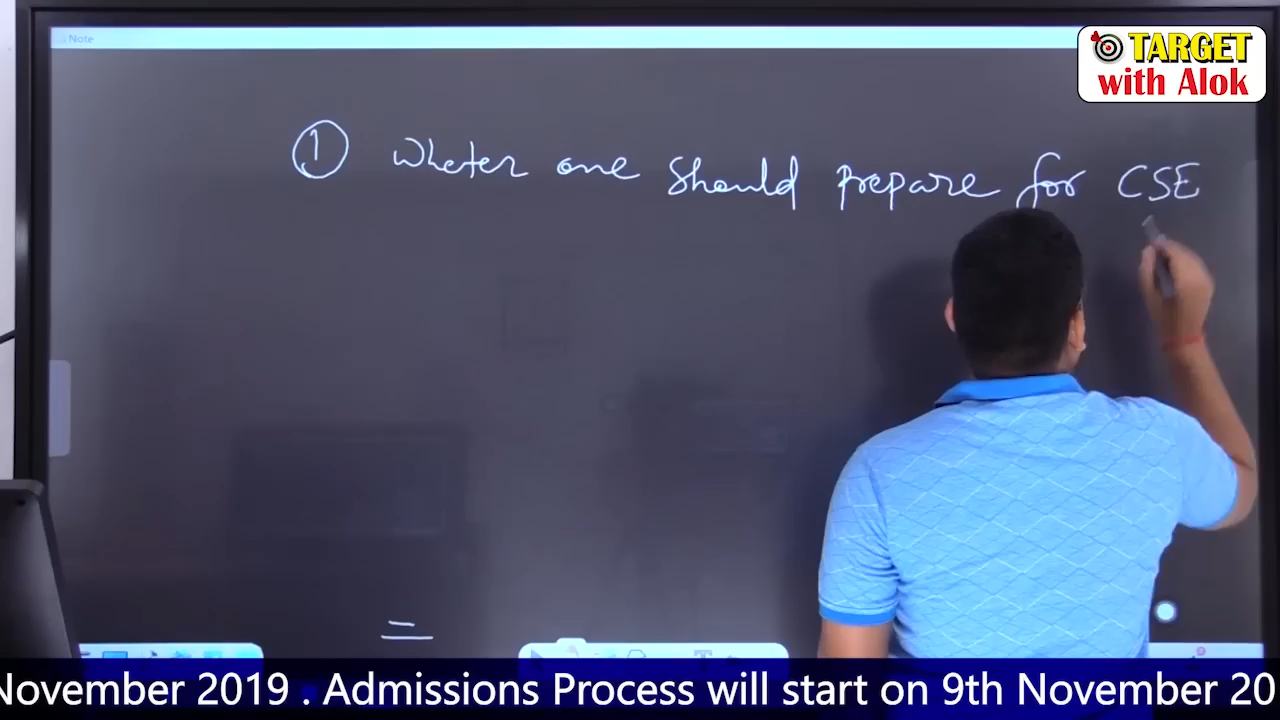 Note
TARGET
with Alok
1 Wheter one should prepare for CSE
November 2019 . Admissions Process will start on 9th November 20